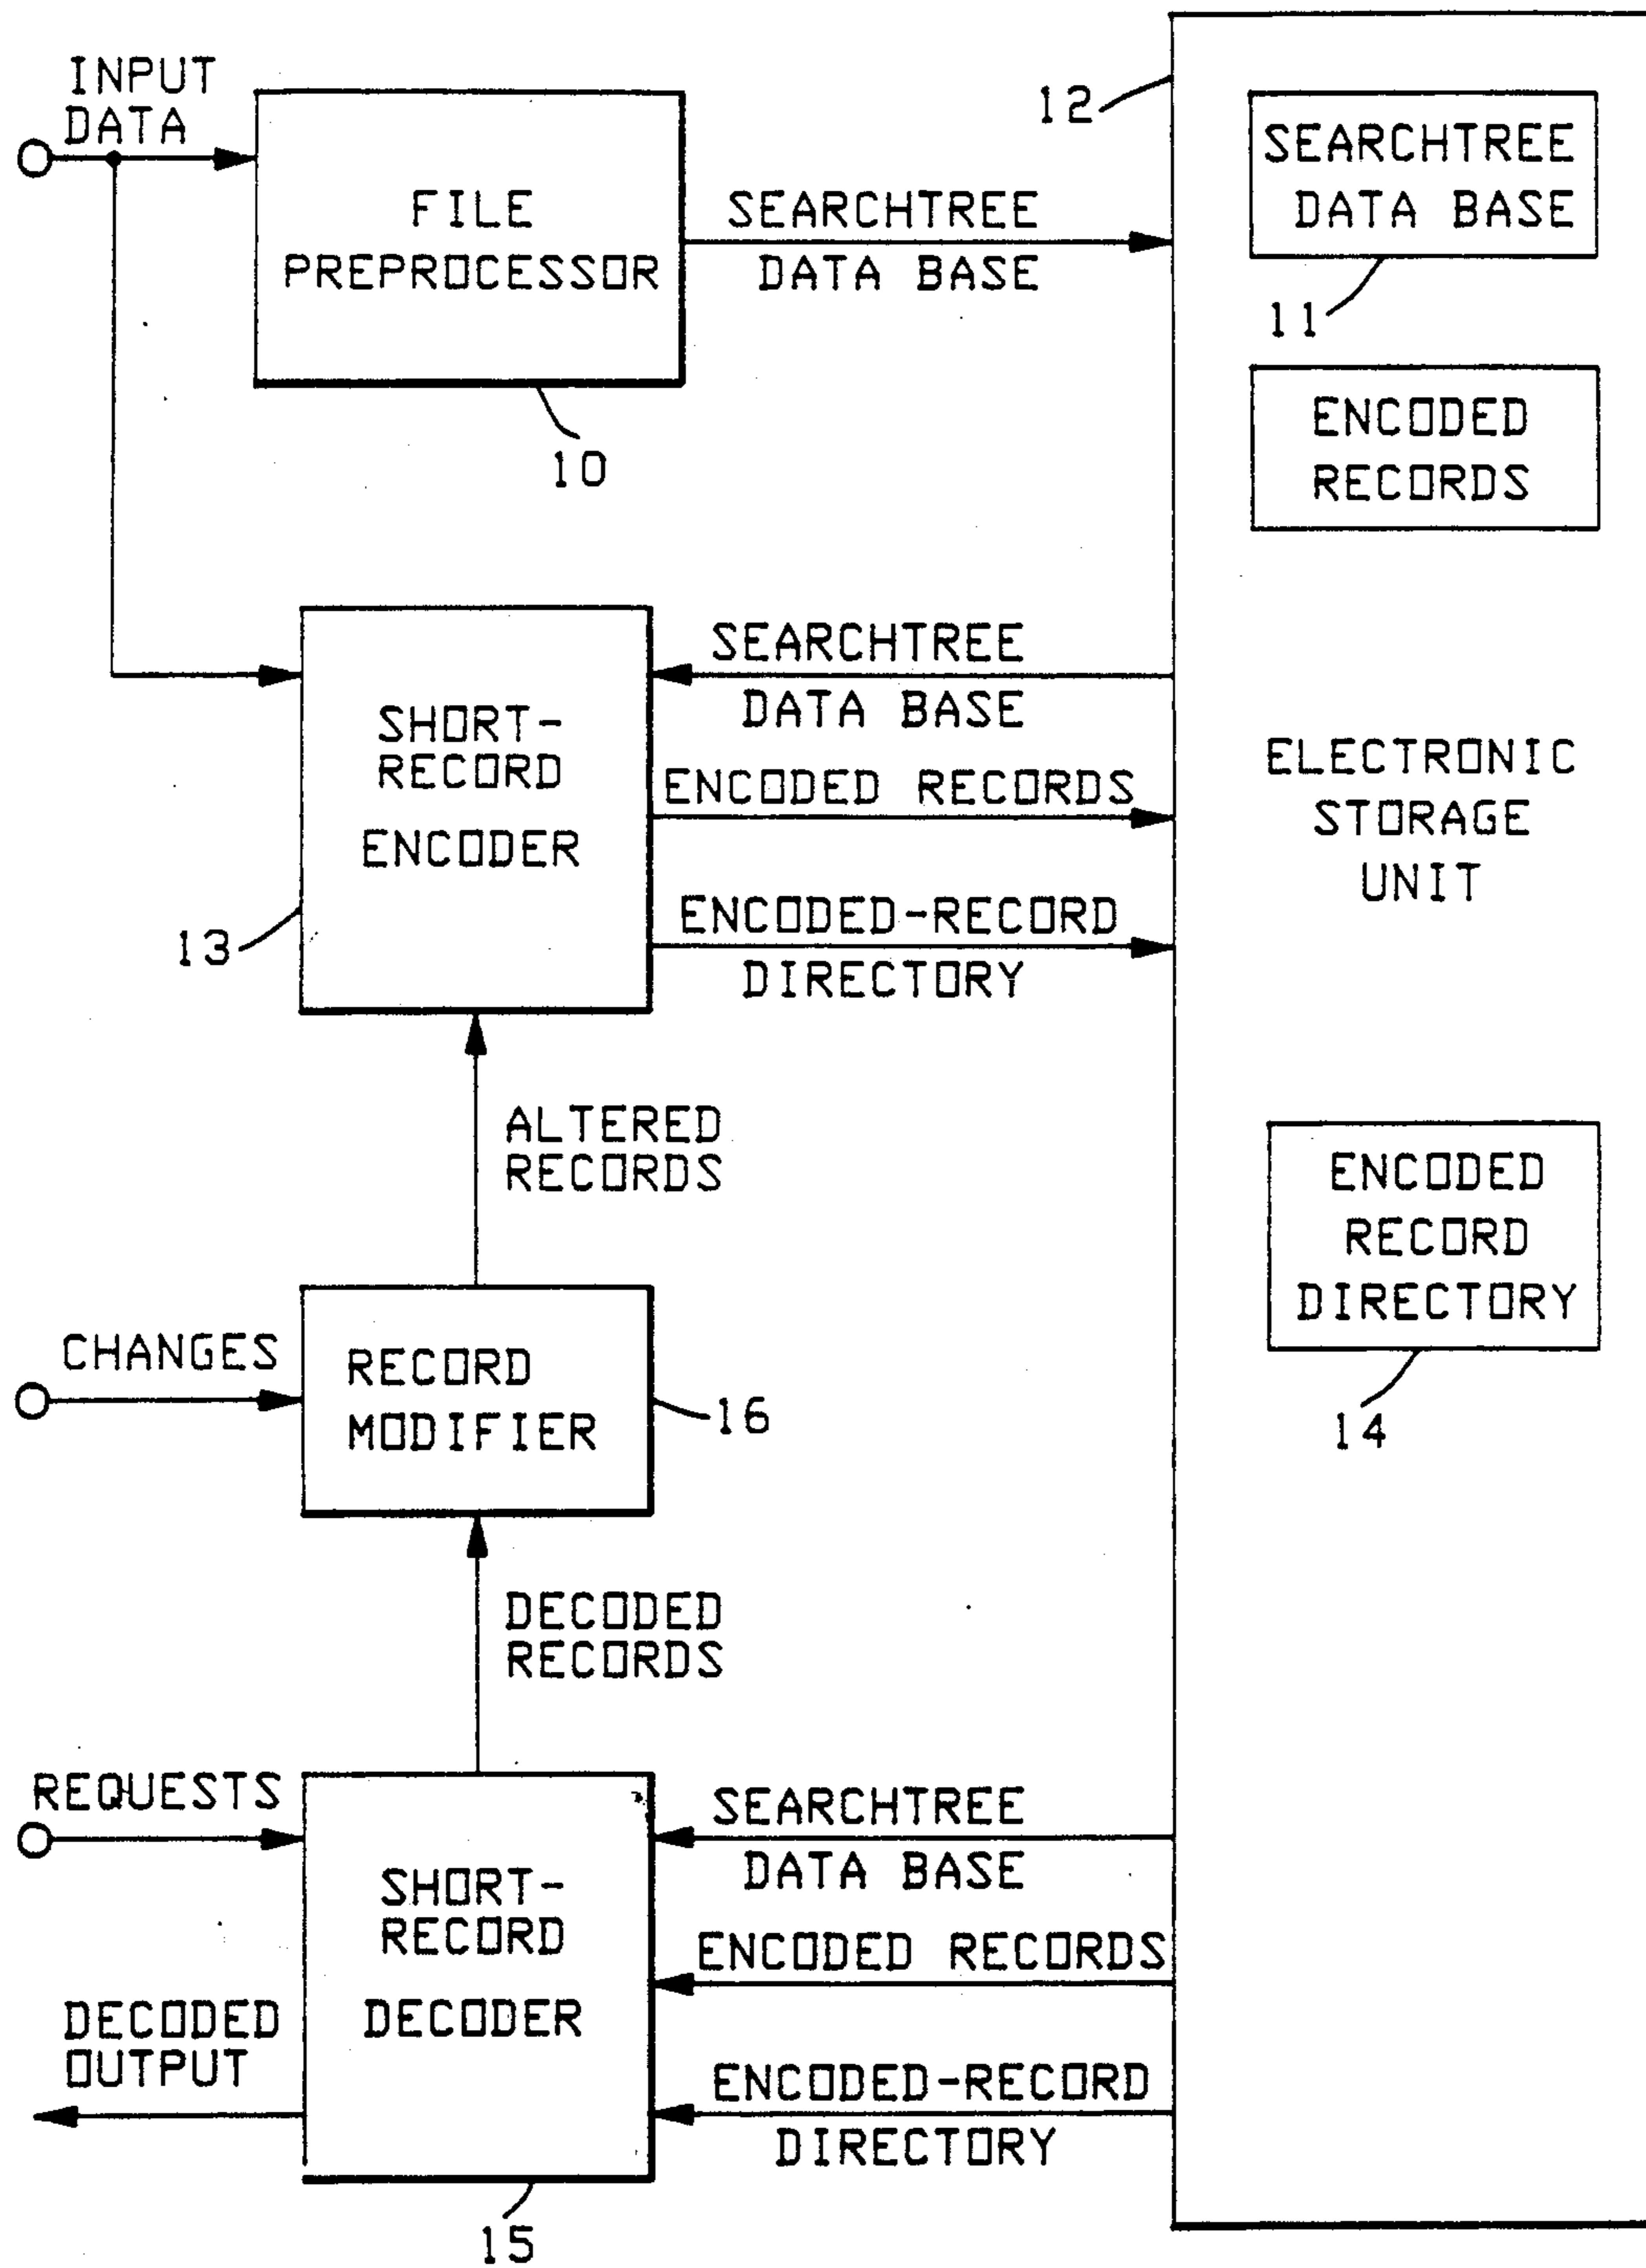 INPUT
DATA
FILE
PREPROCESSOR
10
SEARCHTREE
DATA BASE
12
SEARCHTREE
DATA BASE
11
ENCODED
RECORDS
SHORT-
RECORD
ENCODER
13
SEARCHTREE
DATA BASE
ENCODED RECORDS
ENCODED-RECORD
DIRECTORY
ELECTRONIC
STORAGE
UNIT
ALTERED
RECORDS
ENCODED
RECORD
DIRECTORY
14
CHANGES
RECORD
MODIFIER
16
DECODED
RECORDS
REQUESTS
SHORT-
RECORD
DECODER
15
SEARCHTREE
DATA BASE
ENCODED RECORDS
ENCODED-RECORD
DIRECTORY
DECODED
OUTPUT